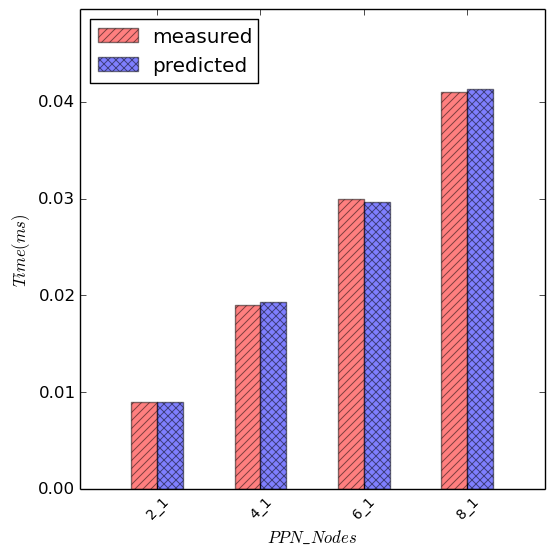 measured
predicted
0.04
0.03
0.02
0.01
0.00
Time(ms)
2_1
4_1
6_1
8_1
PPN_Nodes